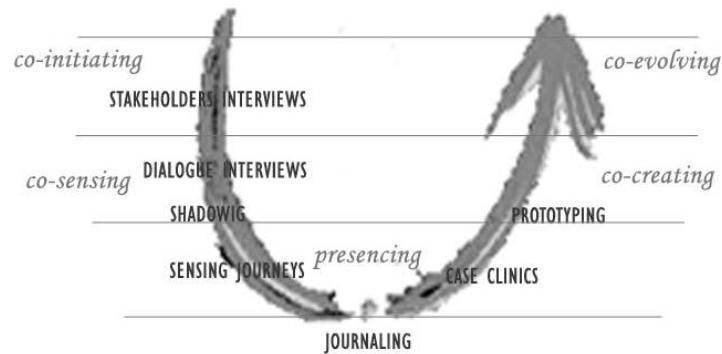 co-initiating
co-evolving
STAKEHOLDERS INTERVIEWS
DIALOGUE INTERVIEWS
co-sensing
co-creating
SHADOWIG
PROTOTYPING
presencing
SENSING JOURNEYS
CASE CLINICS
JOURNALING